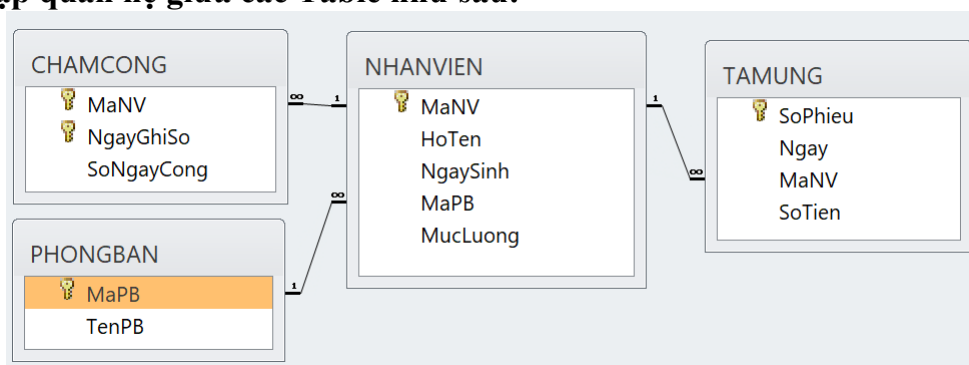 quan hệ giữa các Table như sau:
CHAMCONG
MaNV
NgayGhiSo
SoNgayCong
∞ 1
NHANVIEN
MaNV
HoTen
NgaySinh
MaPB
MucLuong
1 ∞
TAMUNG
SoPhieu
Ngay
MaNV
SoTien
PHONGBAN
MaPB
TenPB
1 ∞